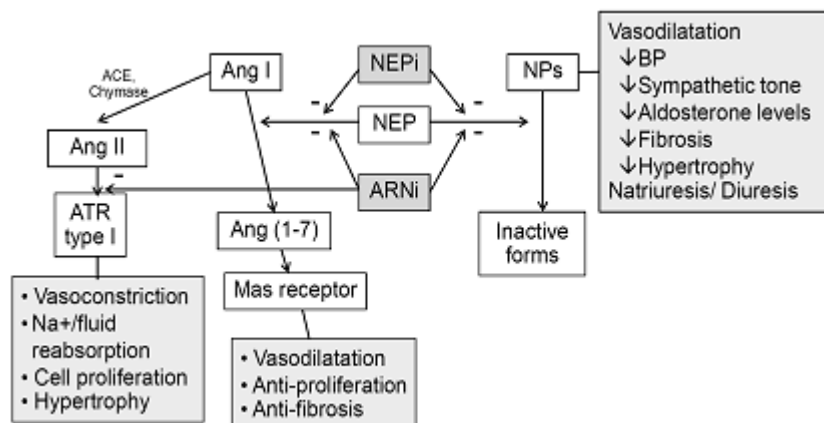 ACE,
Chymase
Ang I
NEPi
NPs
Vasodilatation
↓BP
↓Sympathetic tone
↓Aldosterone levels
↓Fibrosis
↓Hypertrophy
Natriuresis/ Diuresis
-
-
NEP
-
-
Ang II
-
ARNi
ATR
type I
Ang (1-7)
Inactive
forms
Mas receptor
• Vasoconstriction
• Na+/fluid
reabsorption
• Cell proliferation
• Hypertrophy
• Vasodilatation
• Anti-proliferation
• Anti-fibrosis